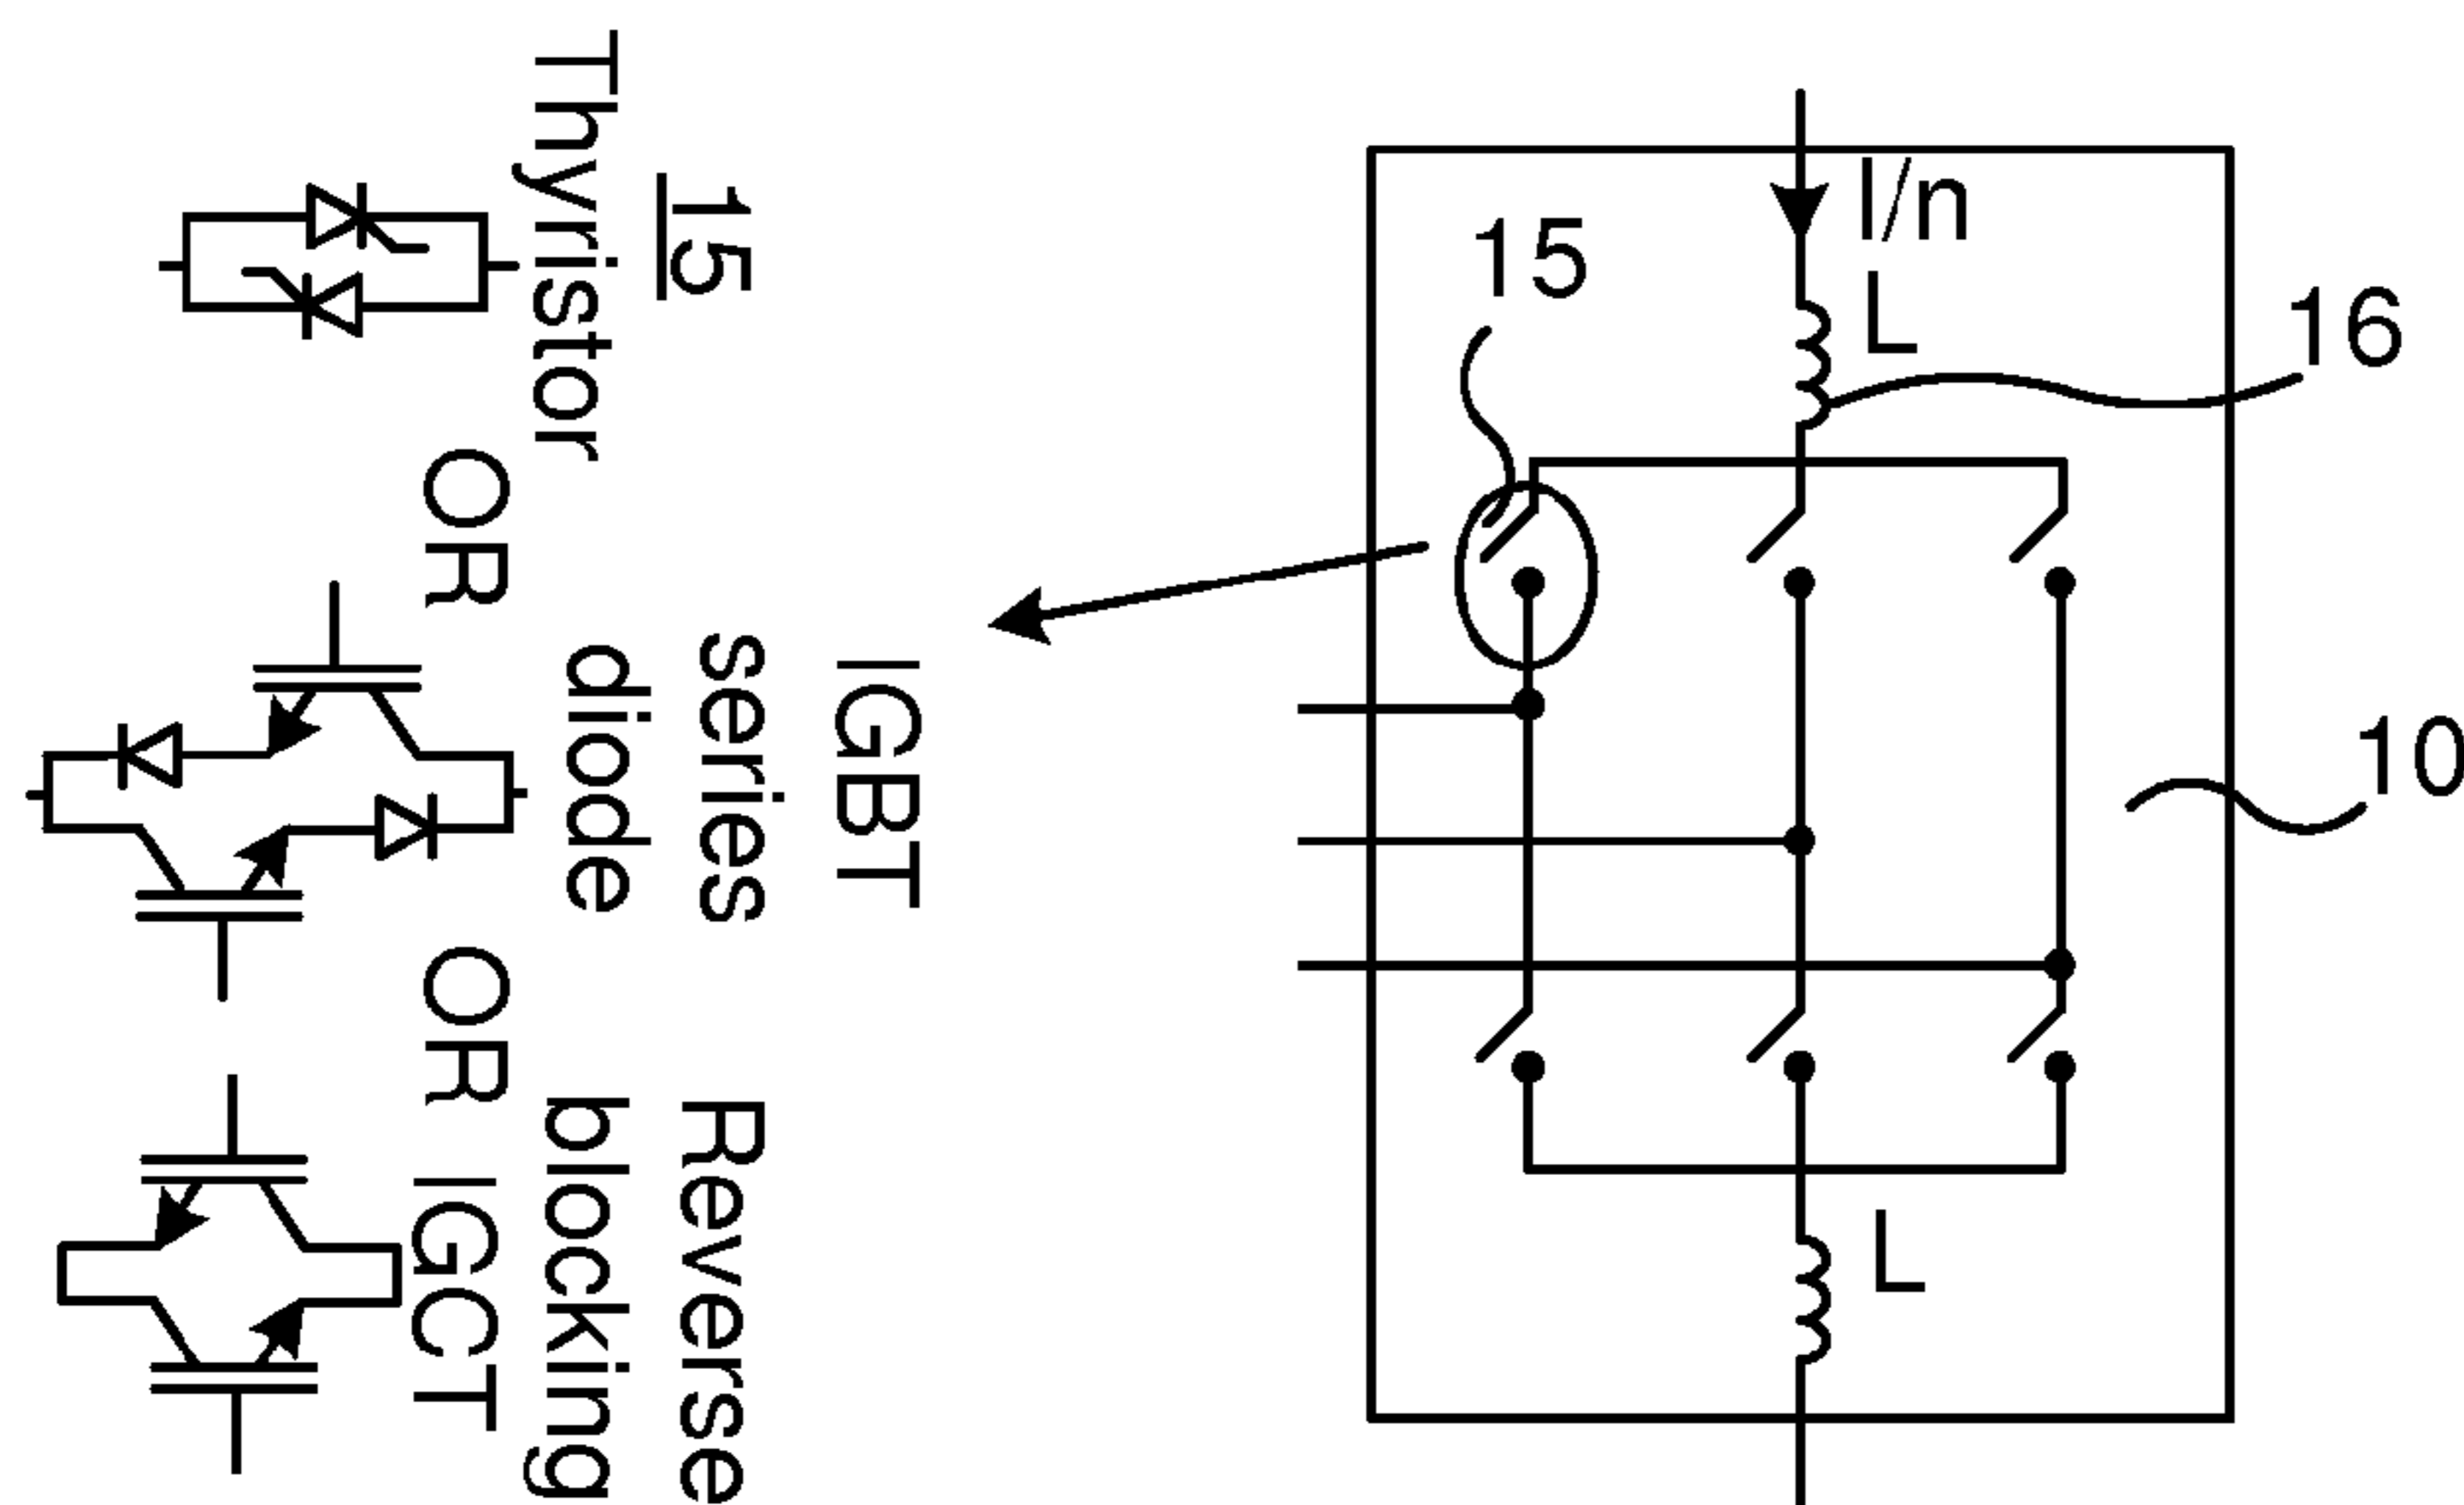 15
Thyristor
OR
IGBT
series
diode
OR
Reverse
blocking
IGCT
I/n
L
15
16
10
L